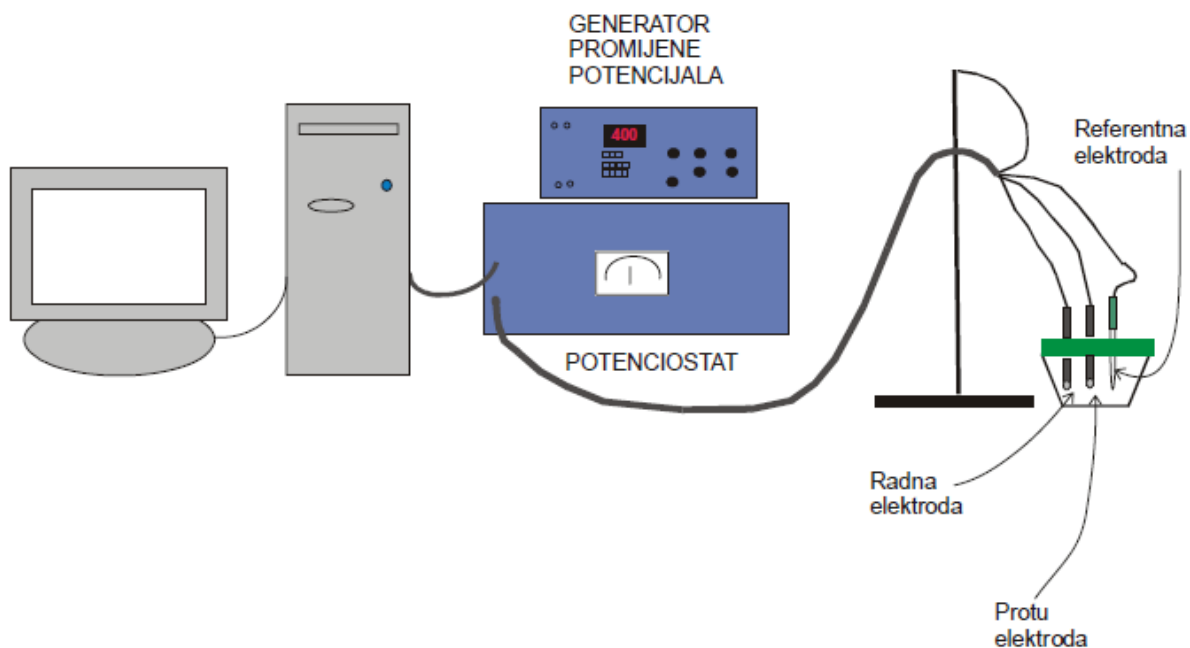 GENERATOR
PROMIJENE
POTENCIJALA
400
Referentna
elektroda
POTENCIOSTAT
Radna
elektroda
Protu
elektroda